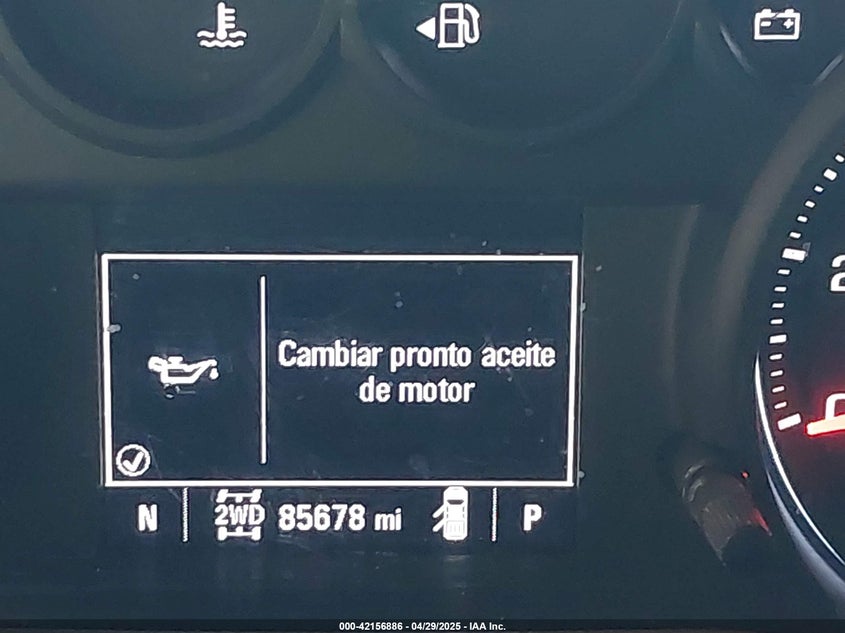 Cambiar pronto aceite
de motor
N 2WD 85678 mi P
000-42156886 - 04/29/2025 - IAA Inc.